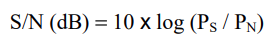 S/N (dB) = 10 x log (PS / PN)